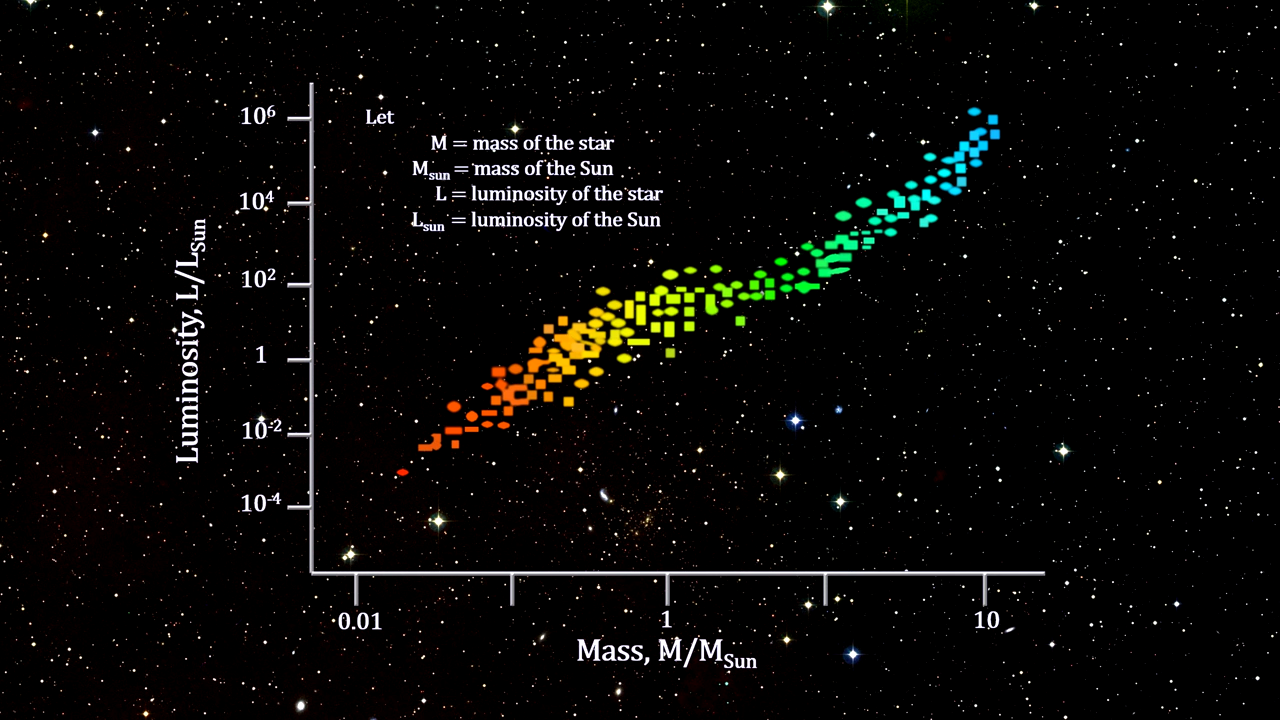 Let
M = mass of the star
Msun = mass of the Sun
L = luminosity of the star
Lsun = luminosity of the Sun
Luminosity, L/LSun
10⁶
10⁴
10²
1
10⁻²
10⁻⁴
0.01
1
10
Mass, M/MSun